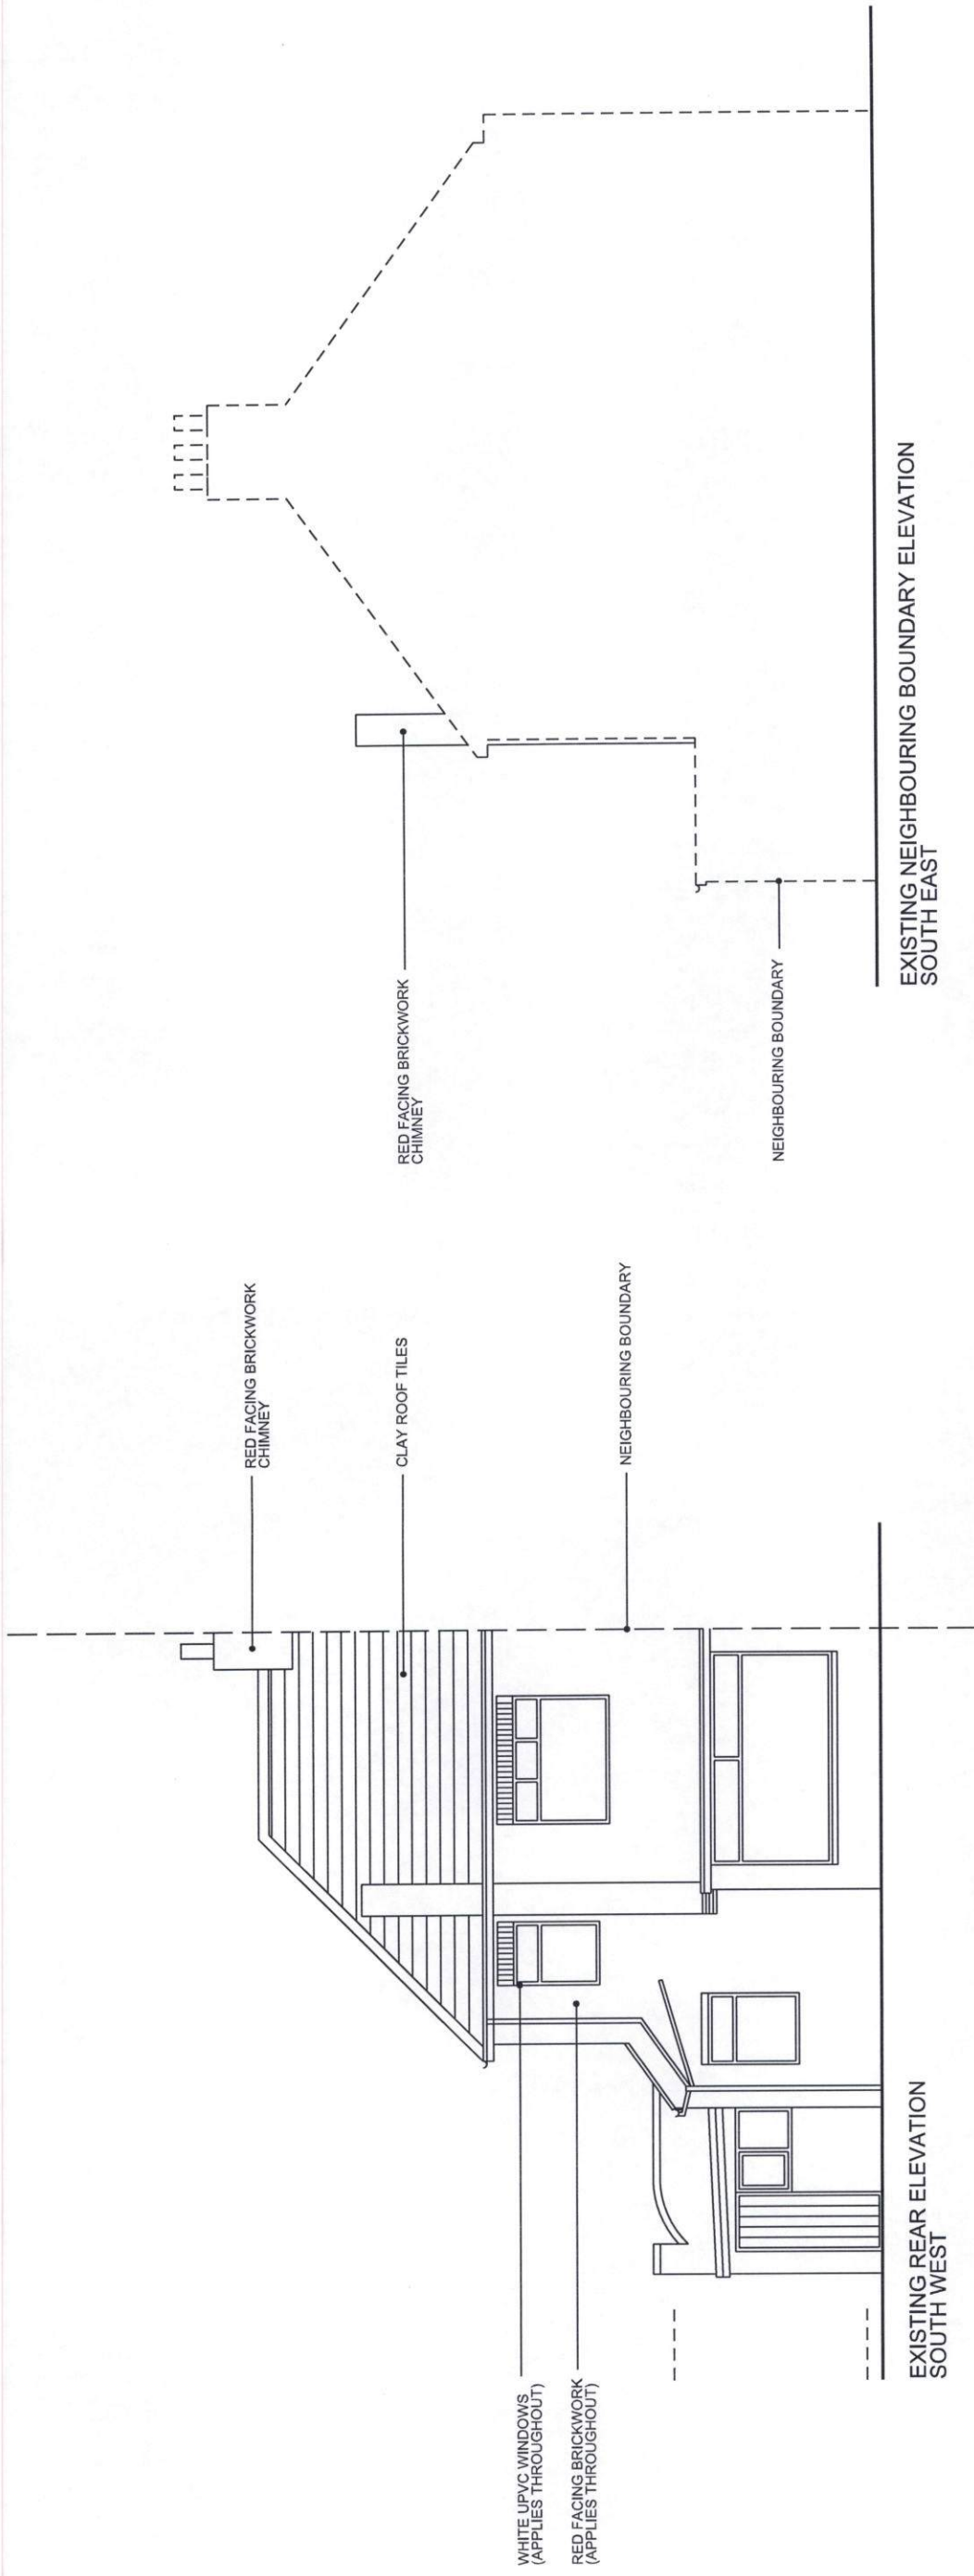 WHITE UPVC WINDOWS
(APPLIES THROUGHOUT)
RED FACING BRICKWORK
(APPLIES THROUGHOUT)
RED FACING BRICKWORK
CHIMNEY
CLAY ROOF TILES
NEIGHBOURING BOUNDARY
EXISTING REAR ELEVATION
SOUTH WEST
RED FACING BRICKWORK
CHIMNEY
NEIGHBOURING BOUNDARY
EXISTING NEIGHBOURING BOUNDARY ELEVATION
SOUTH EAST